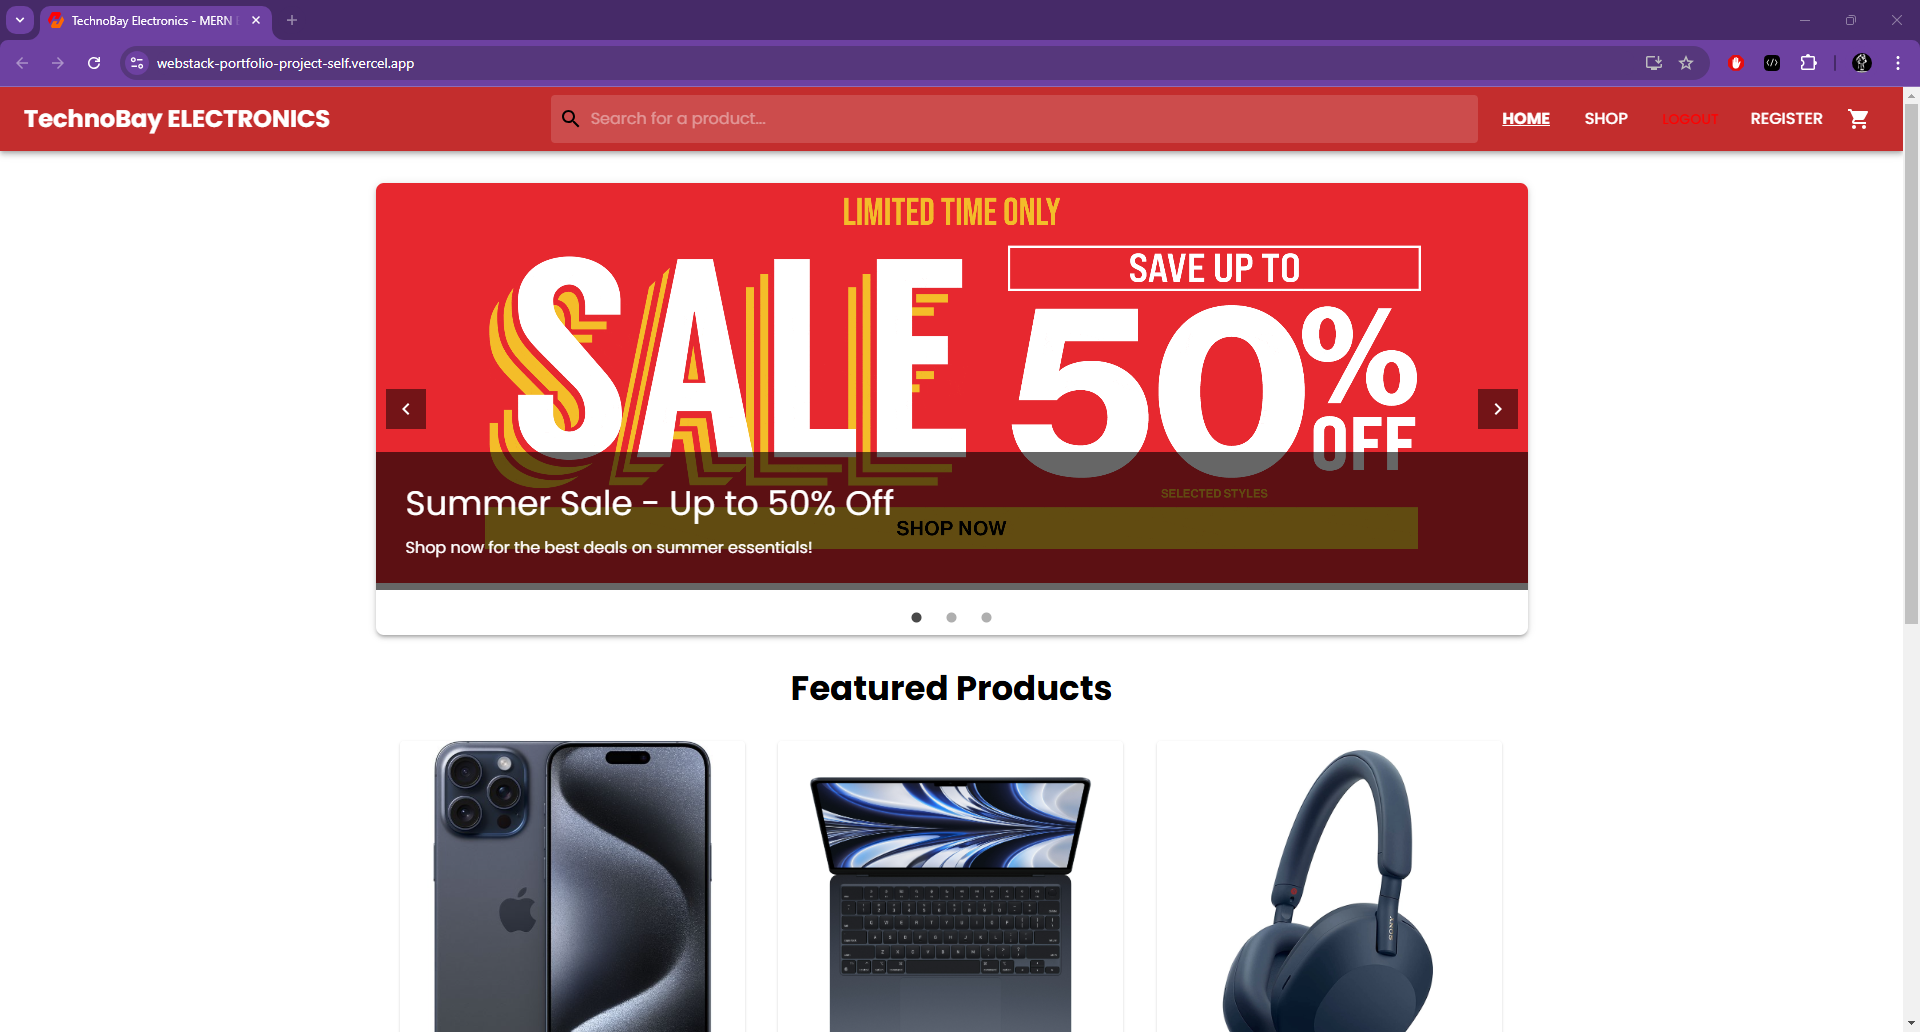 TechnoBay Electronics - MERN
webstack-portfolio-project-self.vercel.app
TechnoBay ELECTRONICS
Search for a product...
HOME
SHOP
LOGOUT
REGISTER
LIMITED TIME ONLY
SALE
SAVE UP TO
50%
OFF
SELECTED STYLES
SHOP NOW
Summer Sale - Up to 50% Off
Shop now for the best deals on summer essentials!
Featured Products
SONY